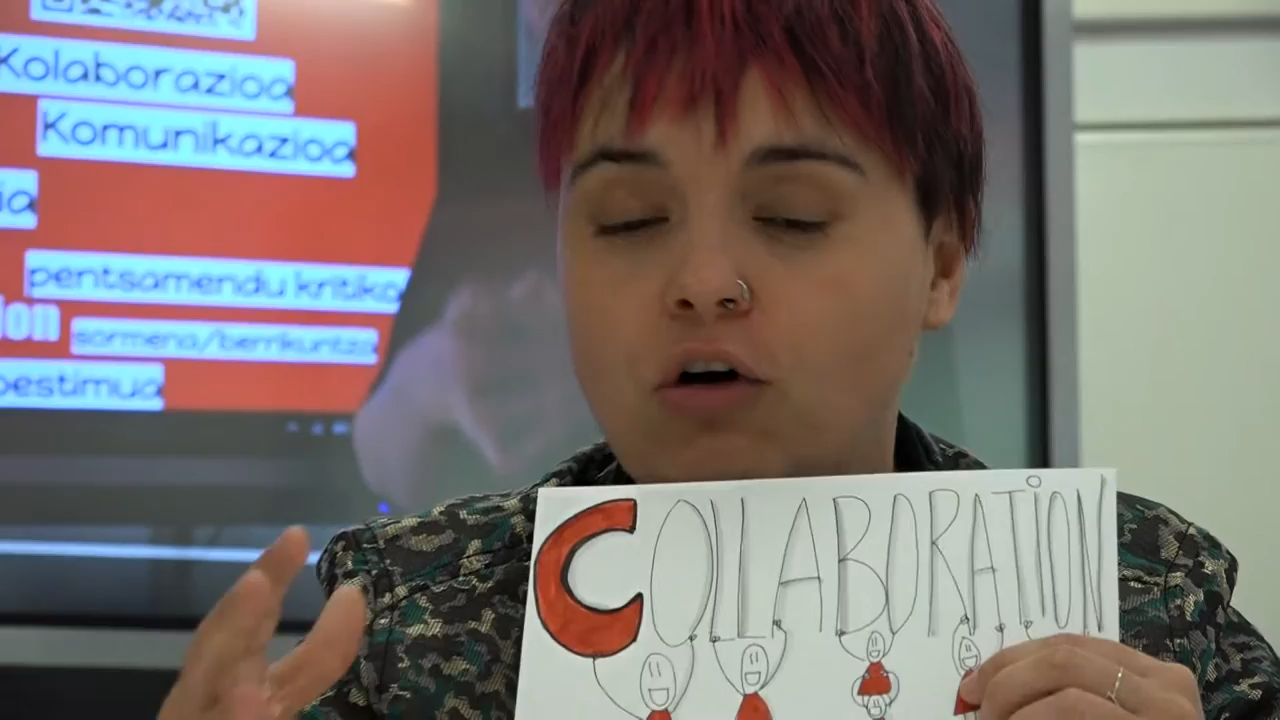 Kolaborazioa
Komunikazioa
ia
pentsamendu kritikoa
ion
sormena/berrikuntza
bestimua
COLLABORATiON